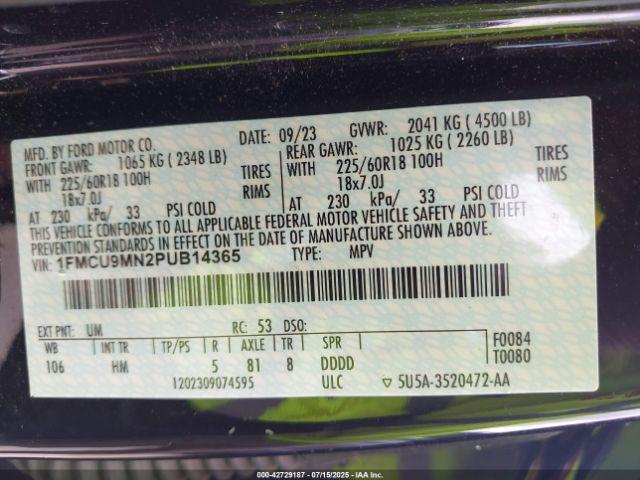 MFD. BY FORD MOTOR CO. DATE: 09/23 GVWR: 2041 KG ( 4500 LB)
FRONT GAWR: 1065 KG ( 2348 LB) REAR GAWR: 1025 KG ( 2260 LB)
WITH 225/60R18 100H TIRES WITH 225/60R18 100H TIRES
18x7.0J RIMS 18x7.0J RIMS
AT 230 kPa/ 33 PSI COLD AT 230 kPa/ 33 PSI COLD
THIS VEHICLE CONFORMS TO ALL APPLICABLE FEDERAL MOTOR VEHICLE SAFETY AND THEFT
PREVENTION STANDARDS IN EFFECT ON THE DATE OF MANUFACTURE SHOWN ABOVE.
VIN: 1FMCU9MN2PUB14365 TYPE: MPV
EXT PNT: UM RC: 53 DSO:
WB INT TR TP/PS R AXLE TR SPR F0084
106 HM 5 81 8 DDDD T0080
1202309074595 ULC ▽ 5U5A-3520472-AA
000-42729187 | 07/15/2025 | IAA Inc.